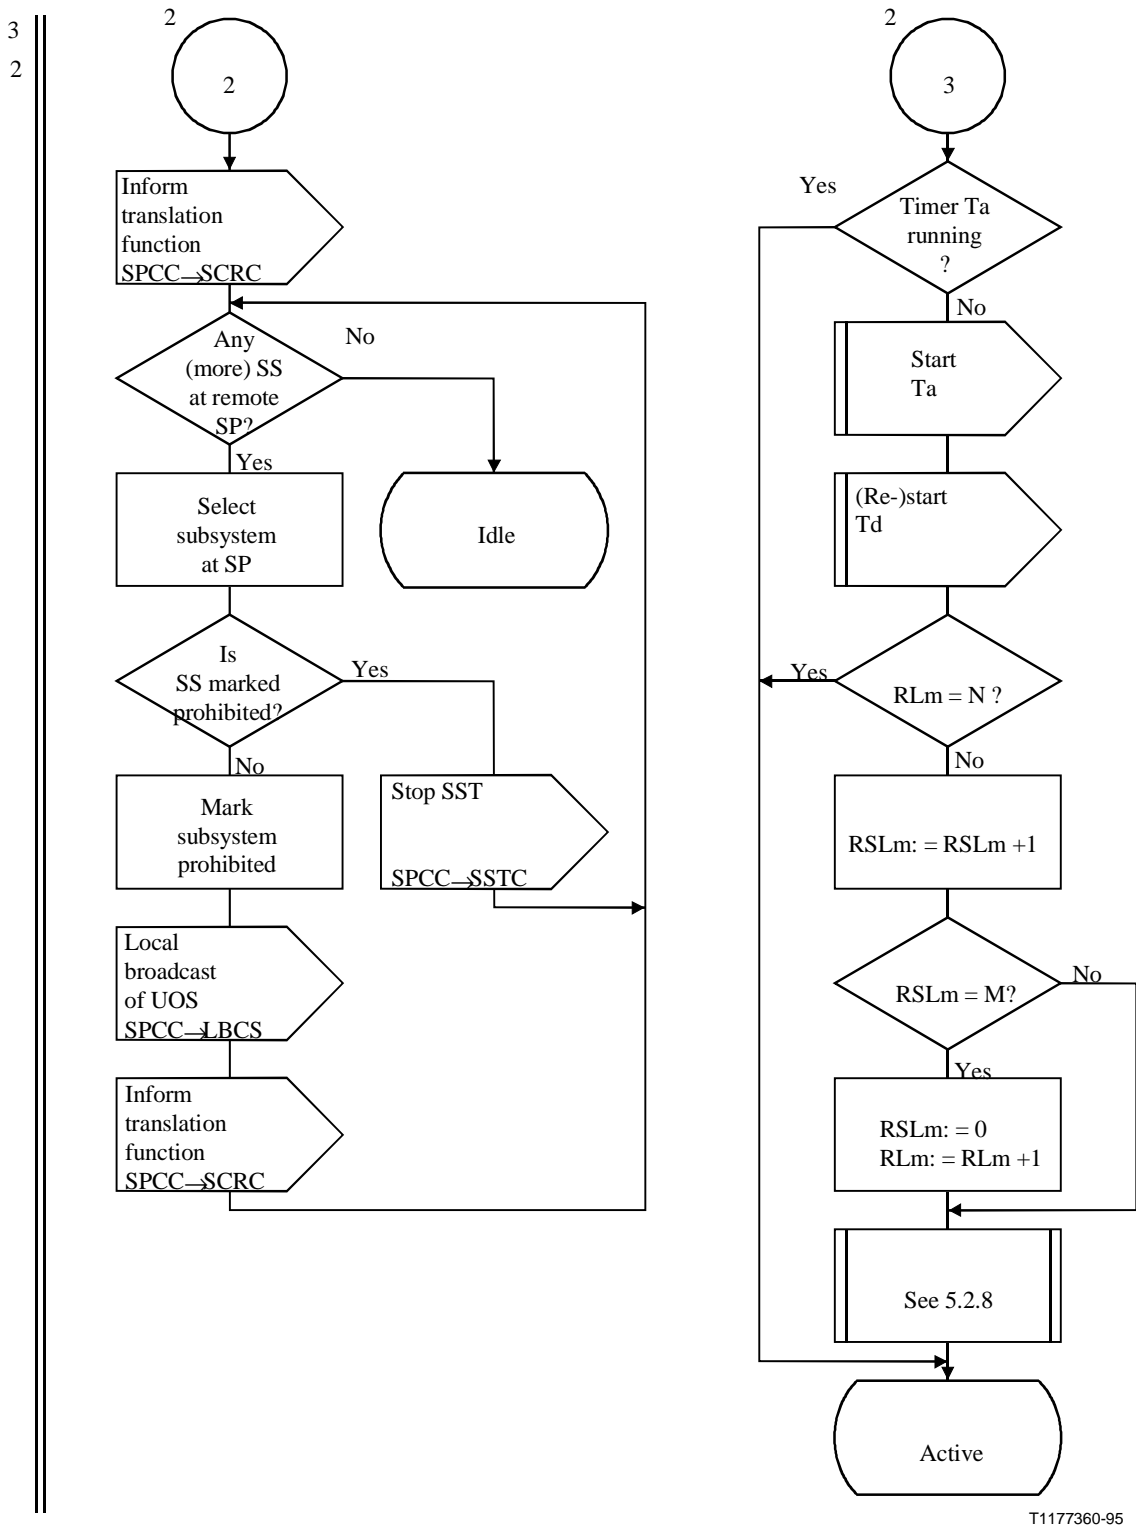 3
2
2
2
Inform
translation
function
SPCC→SCRC
Any
(more) SS
at remote
SP?
No
Yes
Select
subsystem
at SP
Idle
Is
SS marked
prohibited?
Yes
No
Mark
subsystem
prohibited
Stop SST
SPCC→SSTC
Local
broadcast
of UOS
SPCC→LBCS
Inform
translation
function
SPCC→SCRC
2
3
Yes
Timer Ta
running
?
No
Start
Ta
(Re-)start
Td
Yes
RLm = N ?
No
RSLm: = RSLm +1
RSLm = M?
No
Yes
RSLm: = 0
RLm: = RLm +1
See 5.2.8
Active
T1177360-95